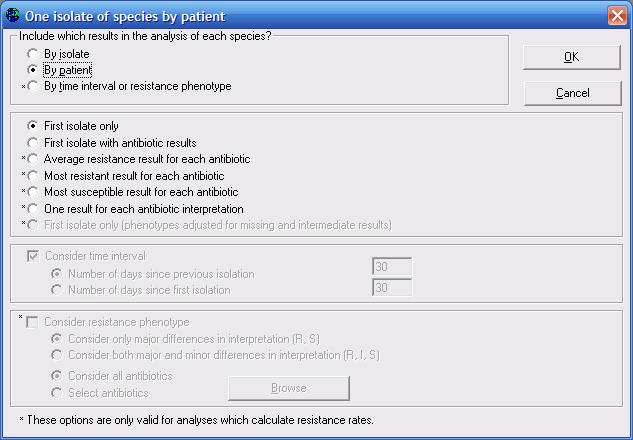 One isolate of species by patient
Include which results in the analysis of each species?
By isolate
By patient
* By time interval or resistance phenotype
OK
Cancel
First isolate only
First isolate with antibiotic results
* Average resistance result for each antibiotic
* Most resistant result for each antibiotic
* Most susceptible result for each antibiotic
* One result for each antibiotic interpretation
* First isolate only (phenotypes adjusted for missing and intermediate results)
Consider time interval
Number of days since previous isolation 30
Number of days since first isolation 30
* Consider resistance phenotype
Consider only major differences in interpretation (R, S)
Consider both major and minor differences in interpretation (R, I, S)
Consider all antibiotics
Select antibiotics
Browse
* These options are only valid for analyses which calculate resistance rates.